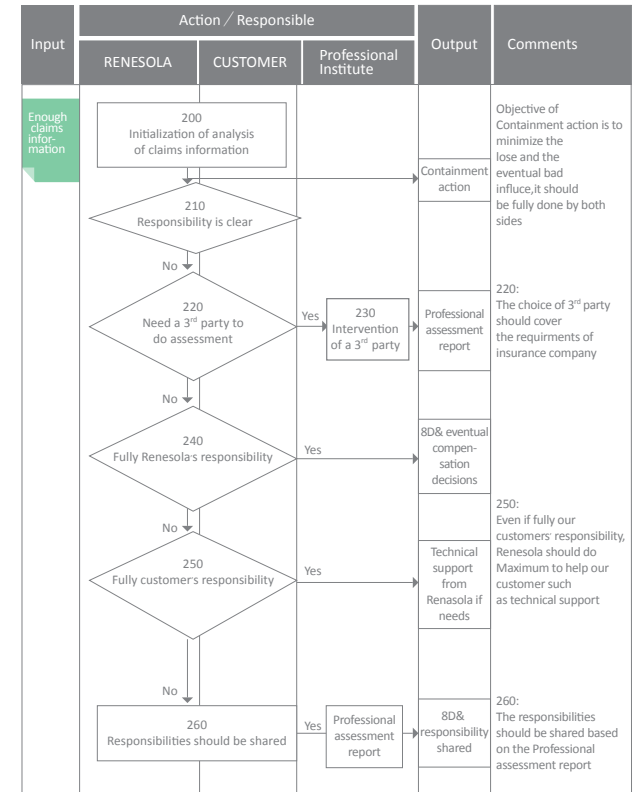 Input
Action / Responsible
RENESOLA
CUSTOMER
Professional
Institute
Output
Comments
Enough
claims
infor-
mation
200
Initialization of analysis
of claims information
Containment
action
Objective of
Containment action is to
minimize the
lose and the
eventual bad
influce,it should
be fully done by both
sides
210
Responsibility is clear
No
220
Need a 3rd party to
do assessment
Yes
230
Intervention
of a 3rd party
Professional
assessment
report
220:
The choice of 3rd party
should cover
the requirments of
insurance company
No
240
Fully Renesola's responsibility
Yes
8D& eventual
compen-
sation
decisions
No
250
Fully customer's responsibility
Yes
Technical
support
from
Renasola if
needs
250:
Even if fully our
customers' responsibility,
Renesola should do
Maximum to help our
customer such
as technical support
No
260
Responsibilities should be shared
Yes
Professional
assessment
report
8D&
responsibility
shared
260:
The responsibilities
should be shared based
on the Professional
assessment report